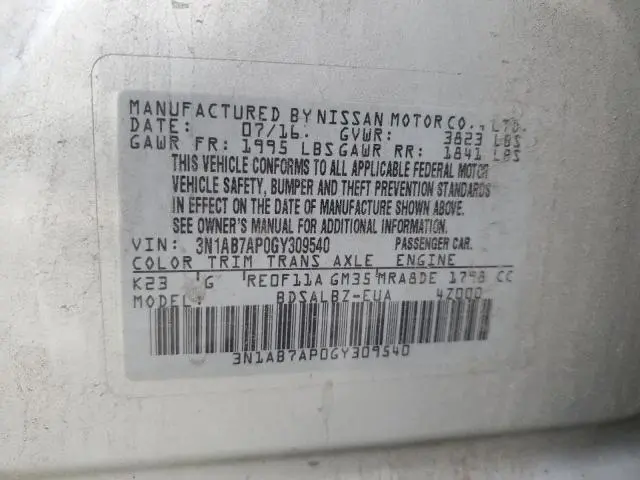 MANUFACTURED BY NISSAN MOTOR CO., LTD.
DATE: 07/16 GVWR: 3823 LBS
GAWR FR: 1995 LBS GAWR RR: 1841 LBS
THIS VEHICLE CONFORMS TO ALL APPLICABLE FEDERAL MOTOR
VEHICLE SAFETY, BUMPER AND THEFT PREVENTION STANDARDS
IN EFFECT ON THE DATE OF MANUFACTURE SHOWN ABOVE.
SEE OWNER'S MANUAL FOR ADDITIONAL INFORMATION.
VIN: 3N1AB7AP0GY309540 PASSENGER CAR.
COLOR TRIM TRANS AXLE ENGINE
K23 G RE0F11A GM35 MRA8DE 1798 CC
MODEL: BDSALBZ-EUA 4Z000
3N1AB7AP0GY309540